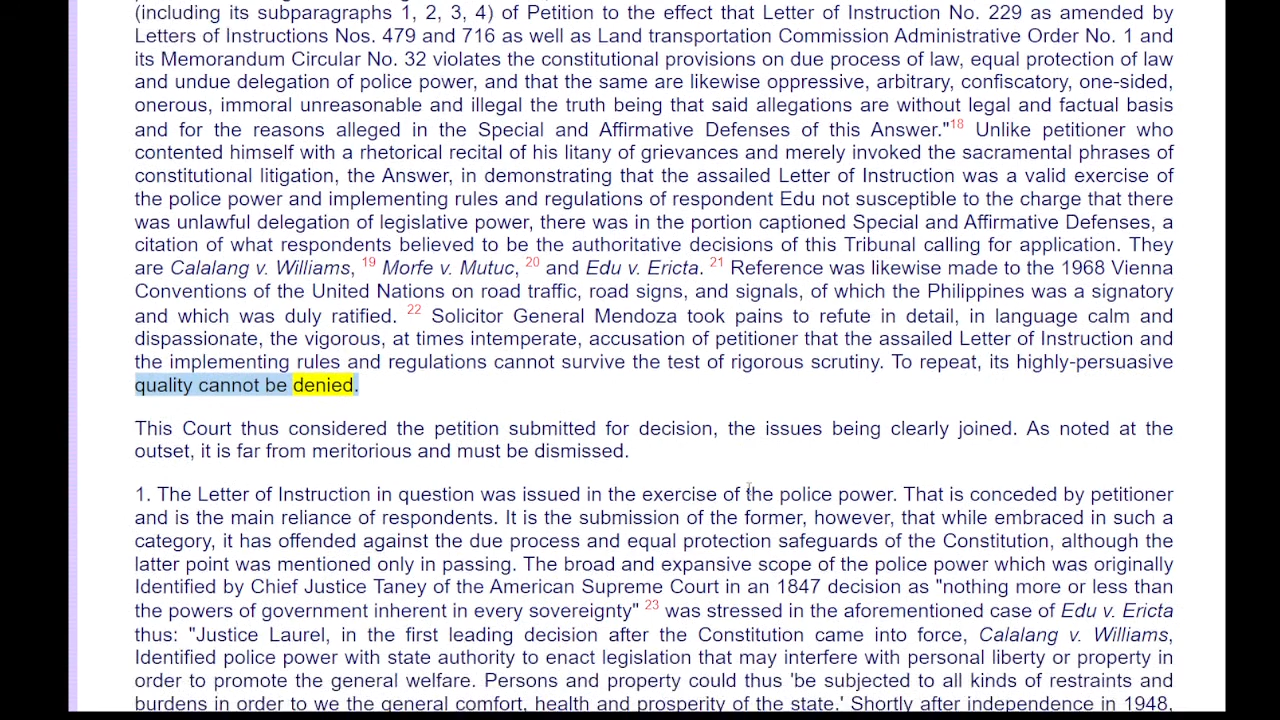 (including its subparagraphs 1, 2, 3, 4) of Petition to the effect that Letter of Instruction No. 229 as amended by
Letters of Instructions Nos. 479 and 716 as well as Land transportation Commission Administrative Order No. 1 and
its Memorandum Circular No. 32 violates the constitutional provisions on due process of law, equal protection of law
and undue delegation of police power, and that the same are likewise oppressive, arbitrary, confiscatory, one-sided,
onerous, immoral unreasonable and illegal the truth being that said allegations are without legal and factual basis
and for the reasons alleged in the Special and Affirmative Defenses of this Answer."18 Unlike petitioner who
contented himself with a rhetorical recital of his litany of grievances and merely invoked the sacramental phrases of
constitutional litigation, the Answer, in demonstrating that the assailed Letter of Instruction was a valid exercise of
the police power and implementing rules and regulations of respondent Edu not susceptible to the charge that there
was unlawful delegation of legislative power, there was in the portion captioned Special and Affirmative Defenses, a
citation of what respondents believed to be the authoritative decisions of this Tribunal calling for application. They
are Calalang v. Williams, 19 Morfe v. Mutuc, 20 and Edu v. Ericta. 21 Reference was likewise made to the 1968 Vienna
Conventions of the United Nations on road traffic, road signs, and signals, of which the Philippines was a signatory
and which was duly ratified. 22 Solicitor General Mendoza took pains to refute in detail, in language calm and
dispassionate, the vigorous, at times intemperate, accusation of petitioner that the assailed Letter of Instruction and
the implementing rules and regulations cannot survive the test of rigorous scrutiny. To repeat, its highly-persuasive
quality cannot be denied.
This Court thus considered the petition submitted for decision, the issues being clearly joined. As noted at the
outset, it is far from meritorious and must be dismissed.
1. The Letter of Instruction in question was issued in the exercise of the police power. That is conceded by petitioner
and is the main reliance of respondents. It is the submission of the former, however, that while embraced in such a
category, it has offended against the due process and equal protection safeguards of the Constitution, although the
latter point was mentioned only in passing. The broad and expansive scope of the police power which was originally
Identified by Chief Justice Taney of the American Supreme Court in an 1847 decision as "nothing more or less than
the powers of government inherent in every sovereignty" 23 was stressed in the aforementioned case of Edu v. Ericta
thus: "Justice Laurel, in the first leading decision after the Constitution came into force, Calalang v. Williams,
Identified police power with state authority to enact legislation that may interfere with personal liberty or property in
order to promote the general welfare. Persons and property could thus 'be subjected to all kinds of restraints and
burdens in order to we the general comfort, health and prosperity of the state.' Shortly after independence in 1948,